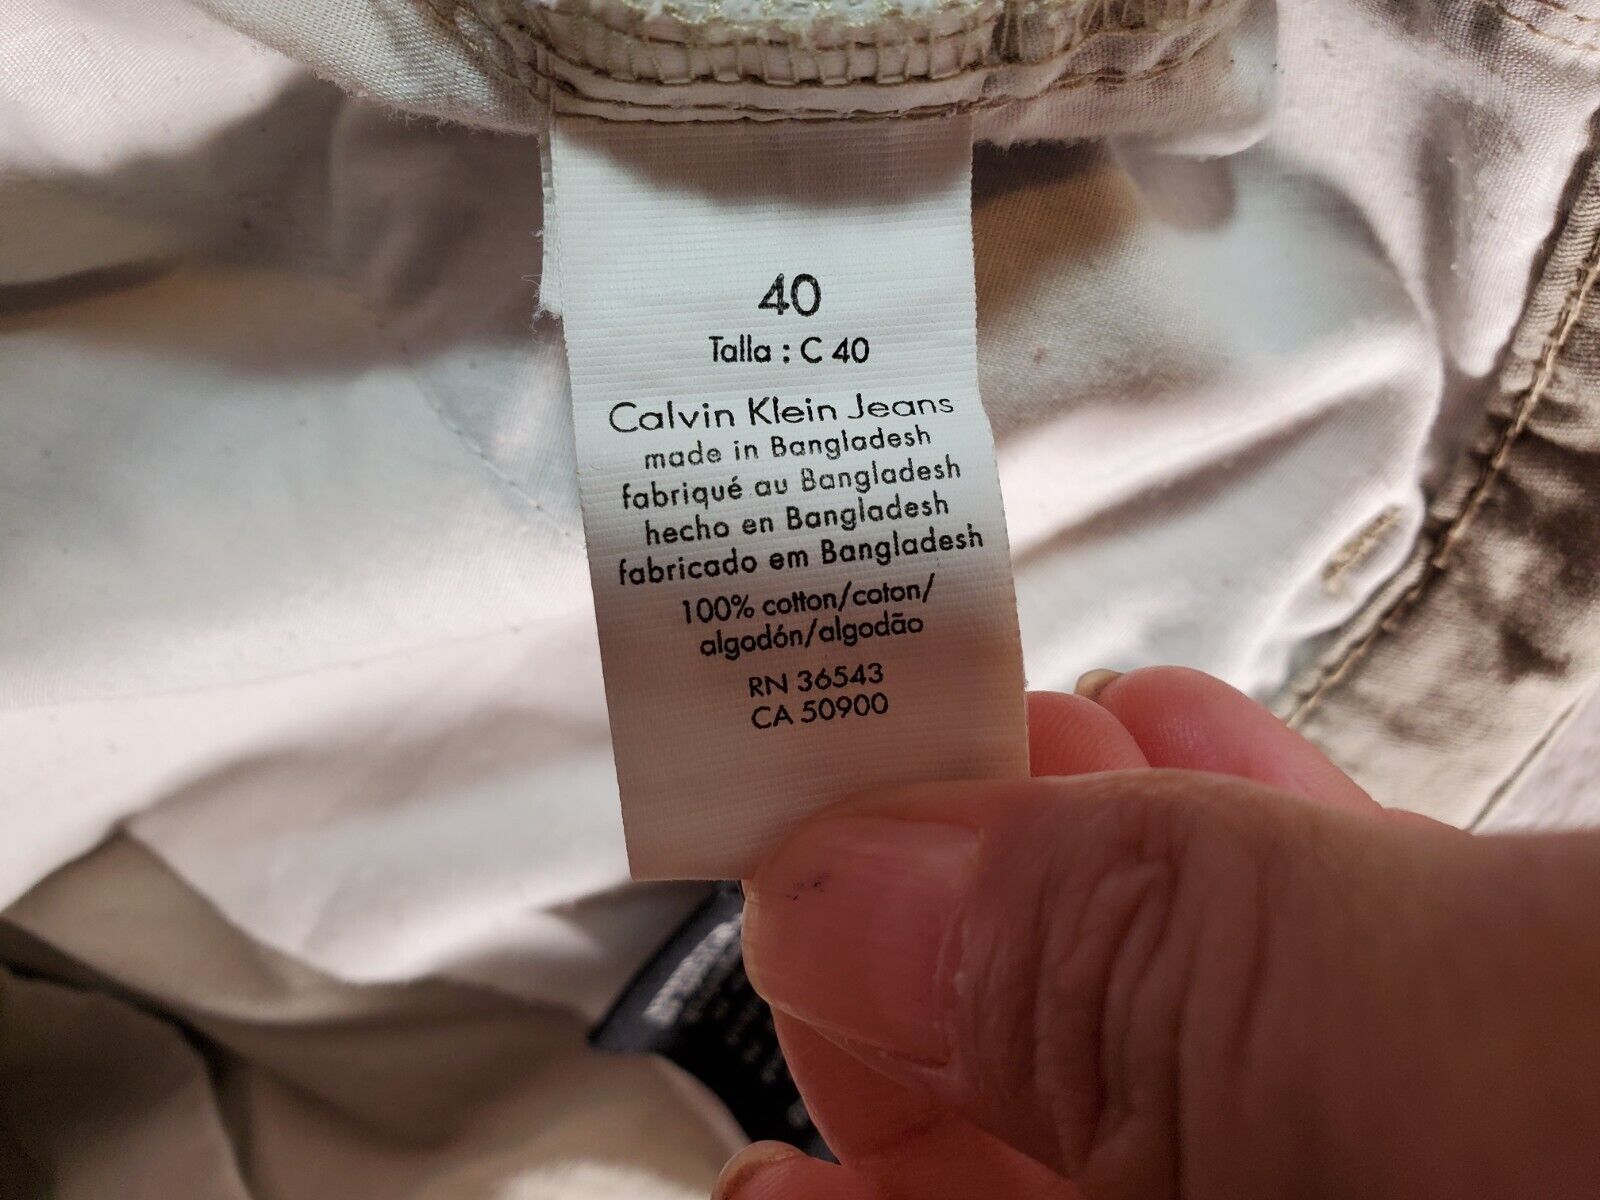 40
Talla : C 40
Calvin Klein Jeans
made in Bangladesh
fabriqué au Bangladesh
hecho en Bangladesh
fabricado em Bangladesh
100% cotton/coton/
algodón/algodão
RN 36543
CA 50900